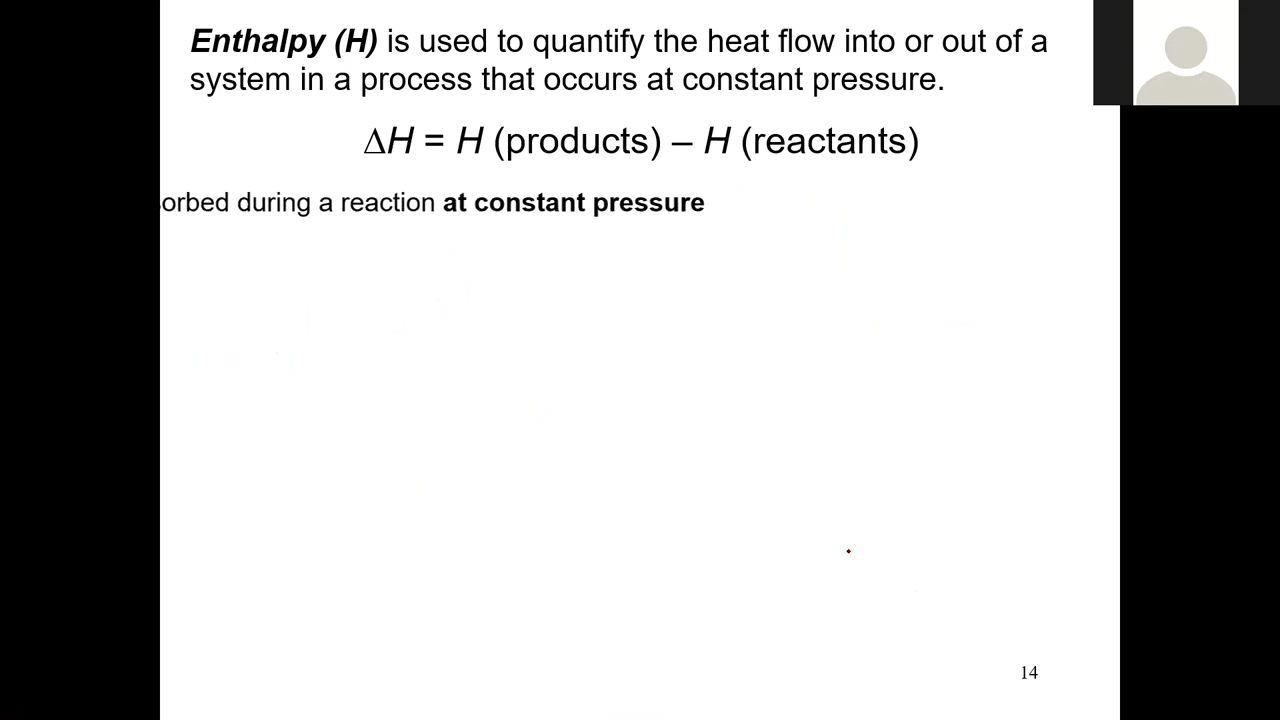 Enthalpy (H) is used to quantify the heat flow into or out of a
system in a process that occurs at constant pressure.
ΔH = H (products) – H (reactants)
during a reaction at constant pressure
14